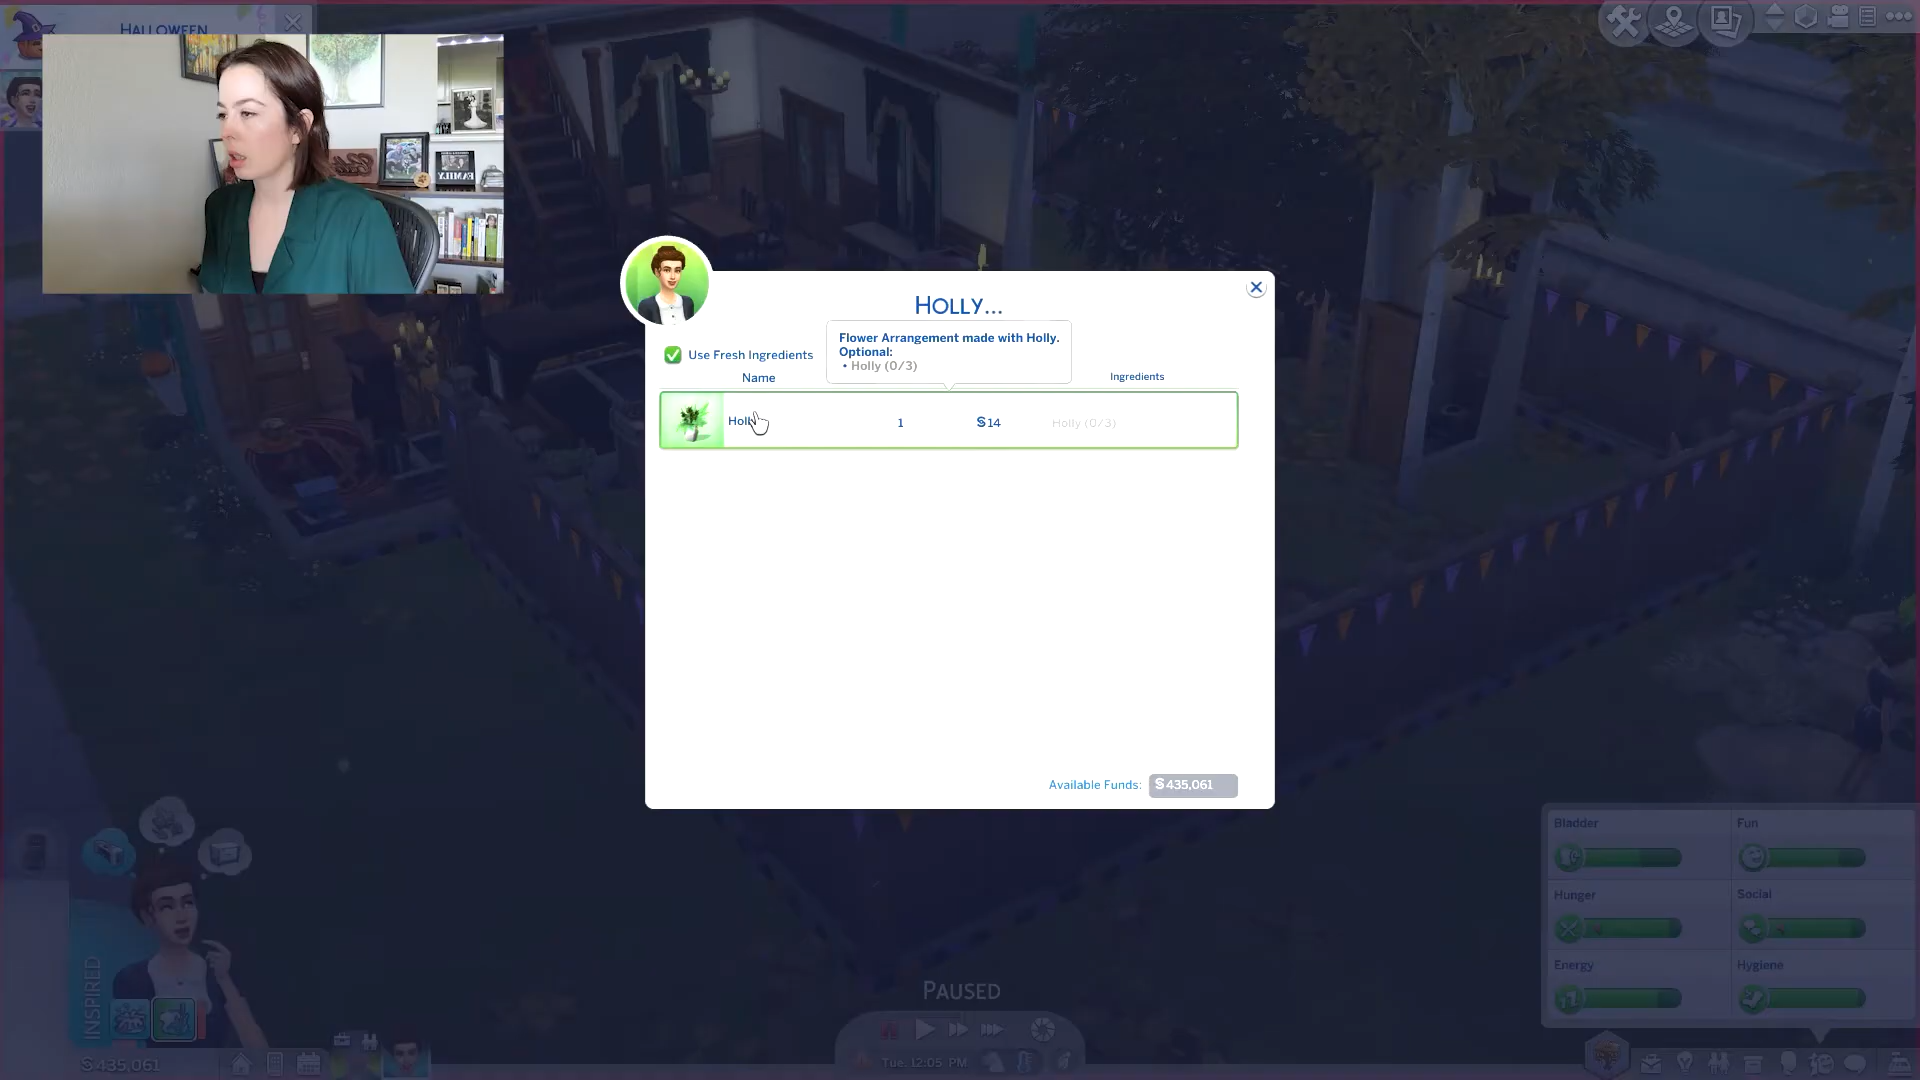 HALLOWEEN
FAMILY
HOLLY...
Flower Arrangement made with Holly.
Optional:
• Holly (0/3)
Use Fresh Ingredients
Name
Ingredients
Holly
1
§14
Holly (0/3)
Available Funds: §435,061
Bladder
Fun
Hunger
Social
Energy
Hygiene
INSPIRED
PAUSED
Tue. 12:05 PM
§435,061